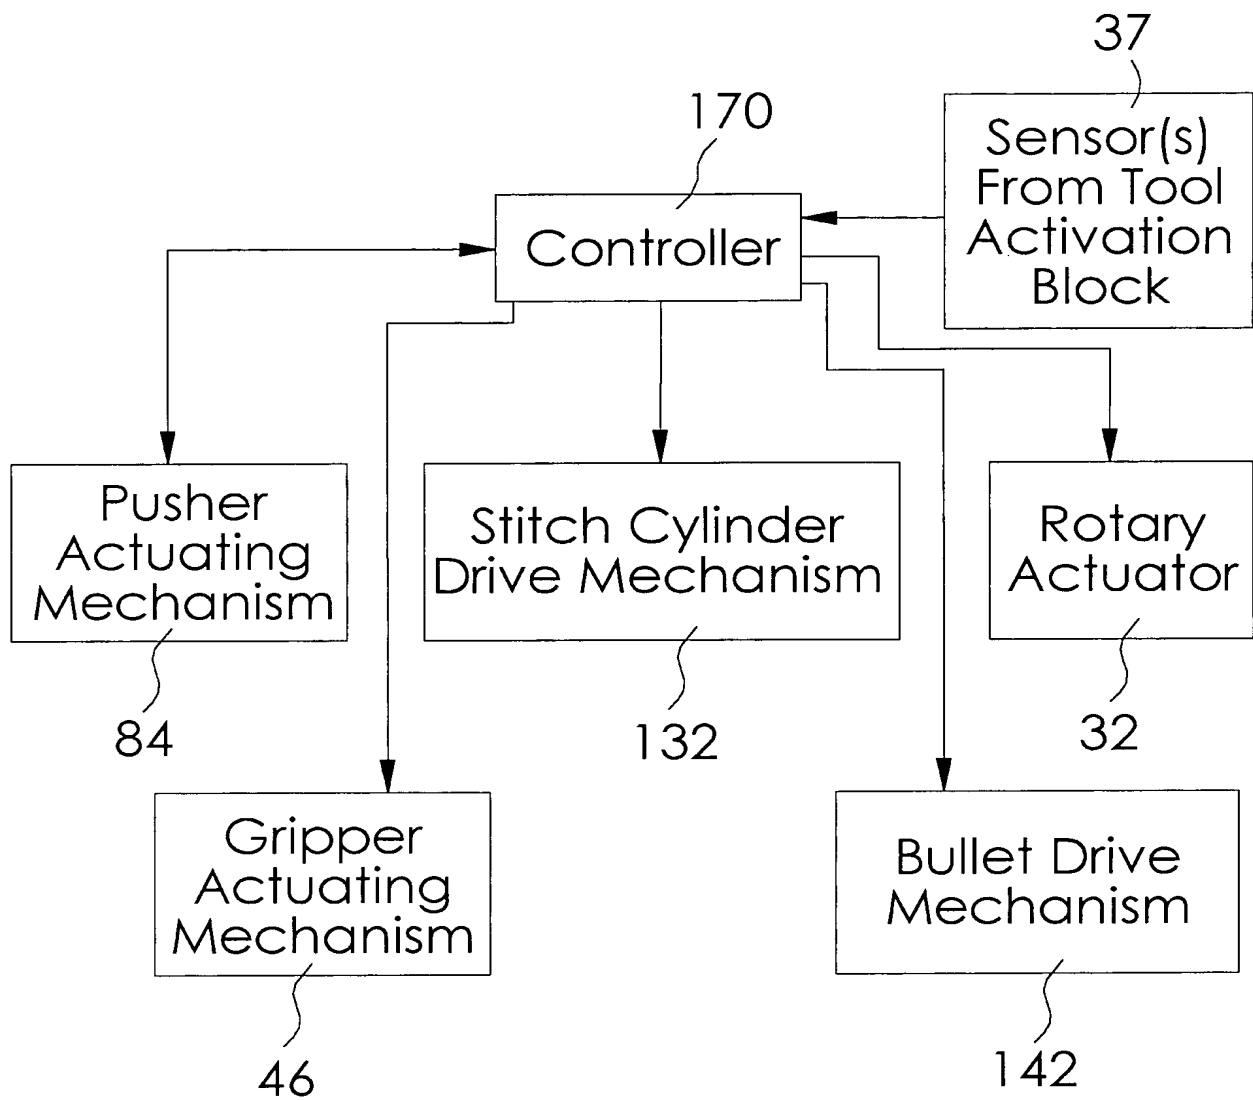 37
170
Sensor(s)
From Tool
Activation
Block
Controller
Pusher
Actuating
Mechanism
Stitch Cylinder
Drive Mechanism
Rotary
Actuator
84
132
32
Gripper
Actuating
Mechanism
Bullet Drive
Mechanism
46
142